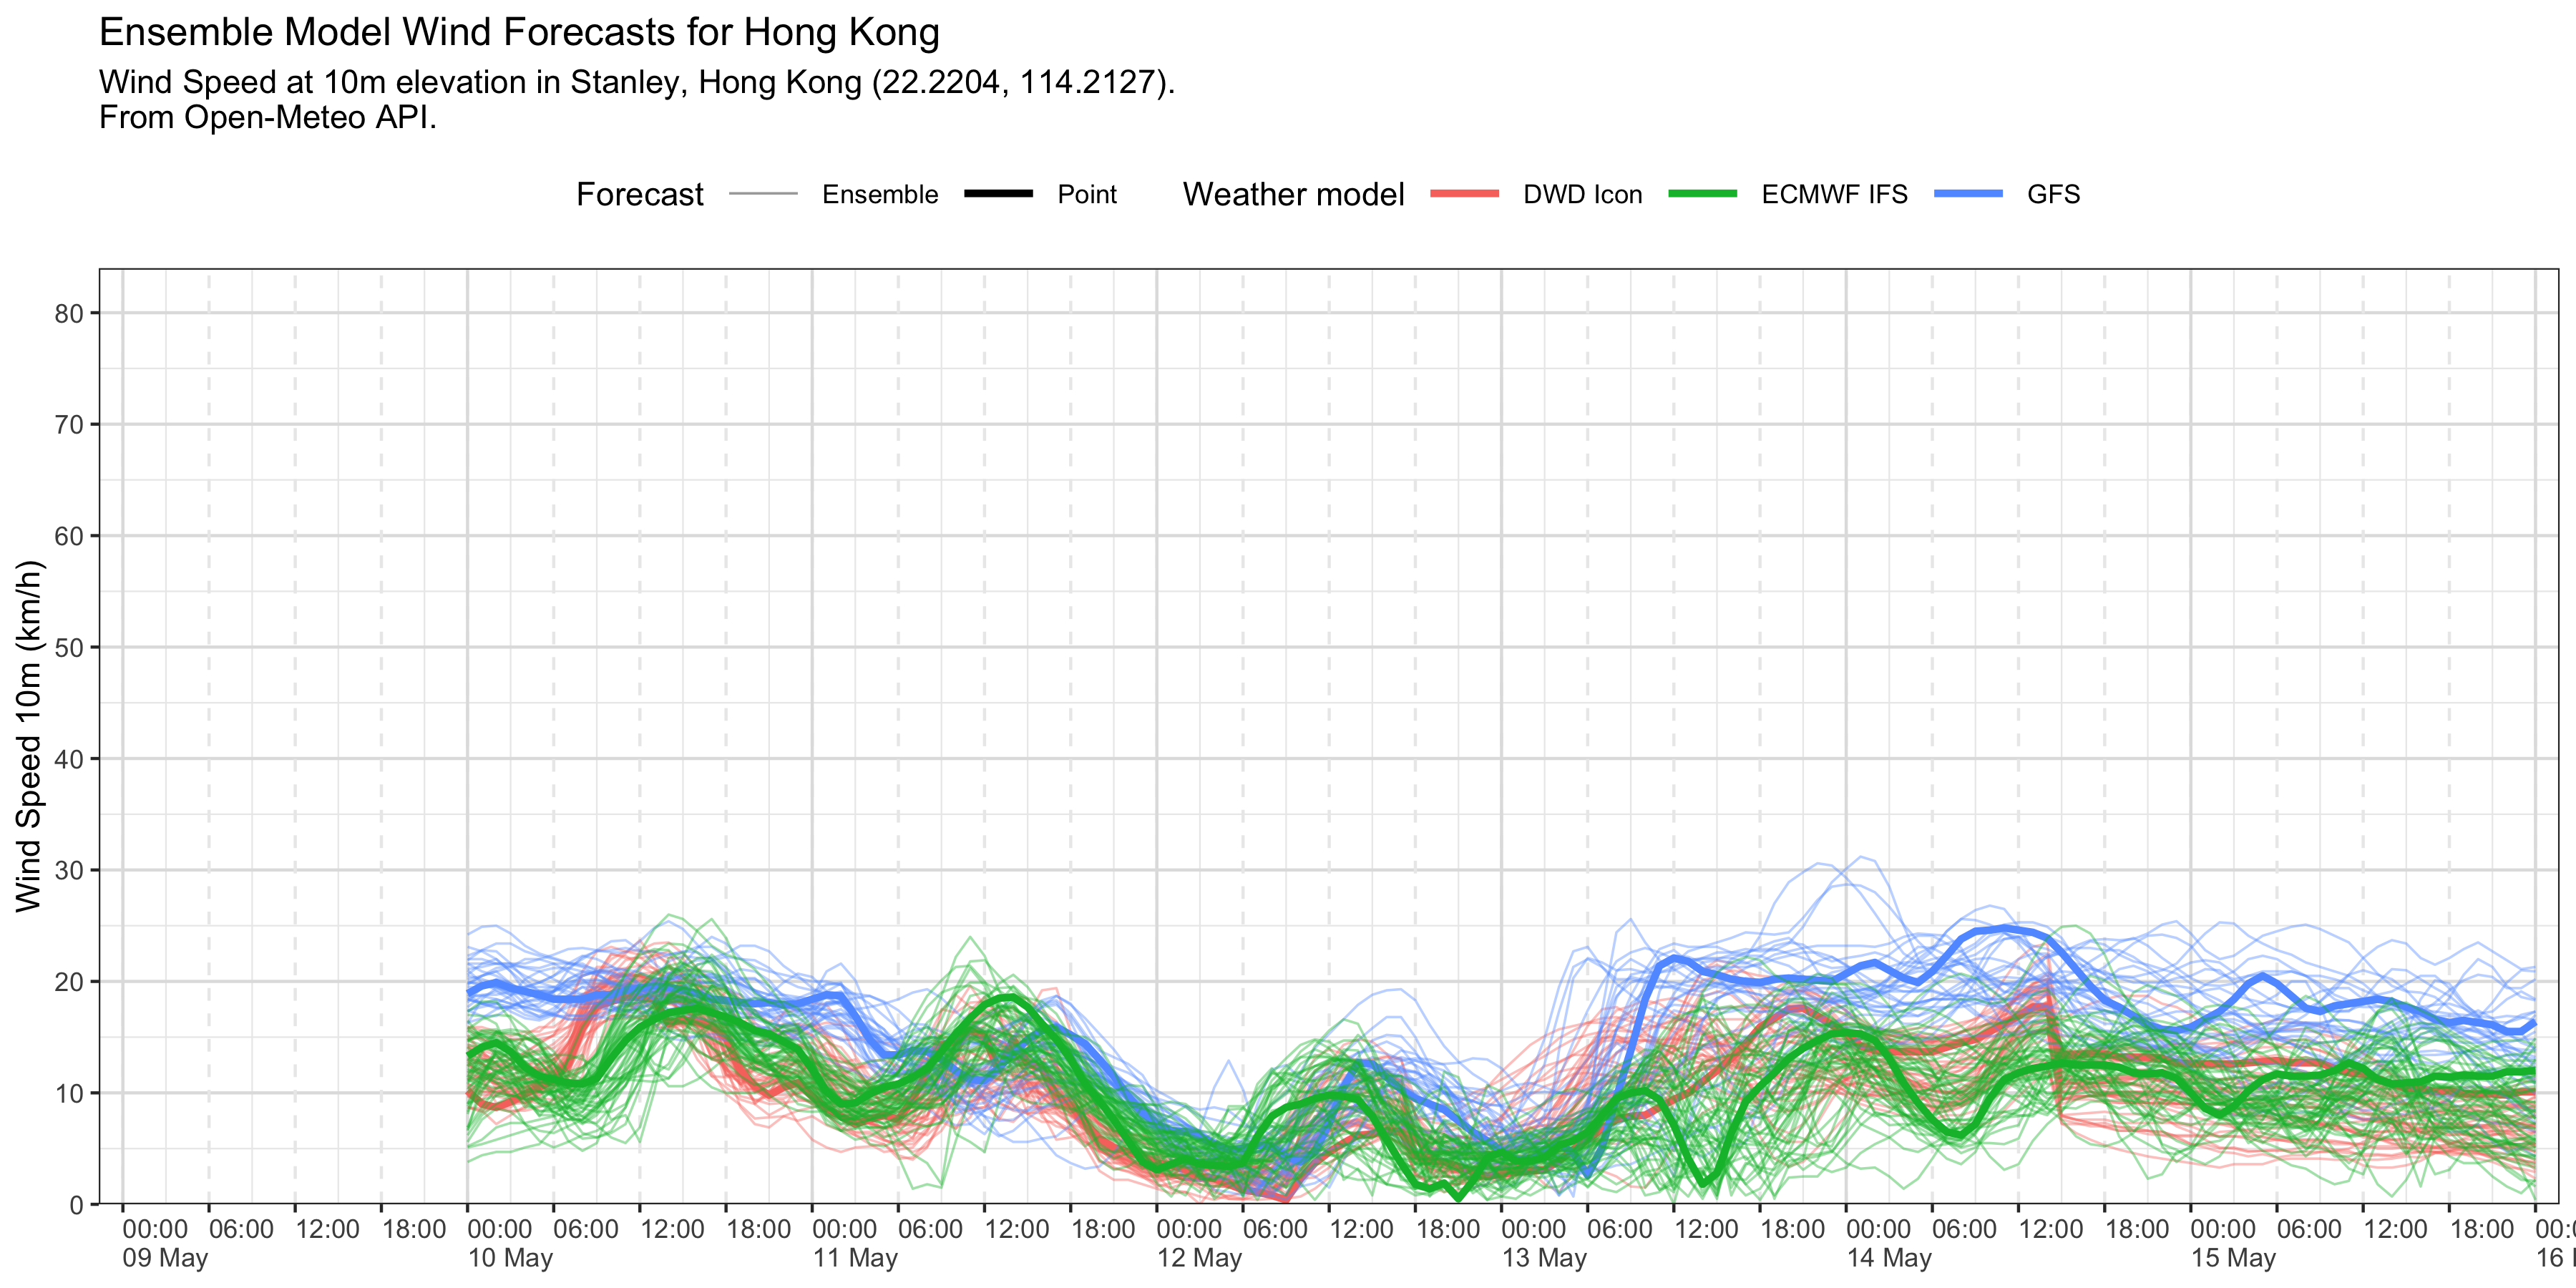 Ensemble Model Wind Forecasts for Hong Kong
Wind Speed at 10m elevation in Stanley, Hong Kong (22.2204, 114.2127).
From Open-Meteo API.
Forecast Ensemble Point Weather model DWD Icon ECMWF IFS GFS
Wind Speed 10m (km/h)
80
70
60
50
40
30
20
10
0
00:00 06:00 12:00 18:00 00:00 06:00 12:00 18:00 00:00 06:00 12:00 18:00 00:00 06:00 12:00 18:00 00:00 06:00 12:00 18:00 00:00 06:00 12:00 18:00 00:00 06:00 12:00 18:00
09 May 10 May 11 May 12 May 13 May 14 May 15 May 16